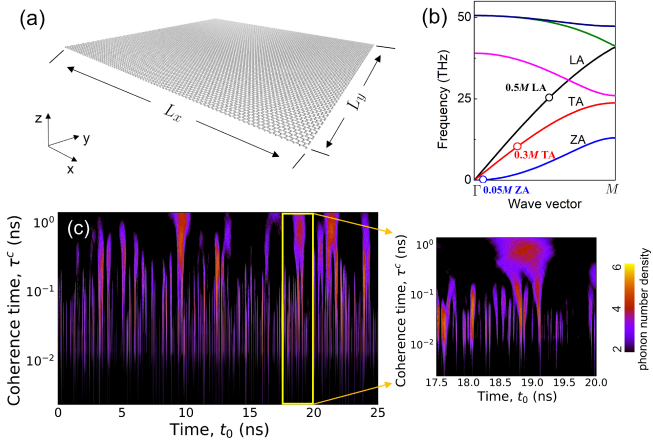 (a)
L_x
L_y
z
y
x
(b)
Frequency (THz)
50
25
0
LA
0.5M LA
TA
0.3M TA
ZA
0.05M ZA
Γ
M
Wave vector
(c)
Coherence time, τ^c (ns)
10^0
10^-1
10^-2
0
5
10
15
20
25
Time, t_0 (ns)
Coherence time, τ^c (ns)
10^0
10^-1
10^-2
17.5
18.0
18.5
19.0
19.5
20.0
Time, t_0 (ns)
6
4
2
phonon number density